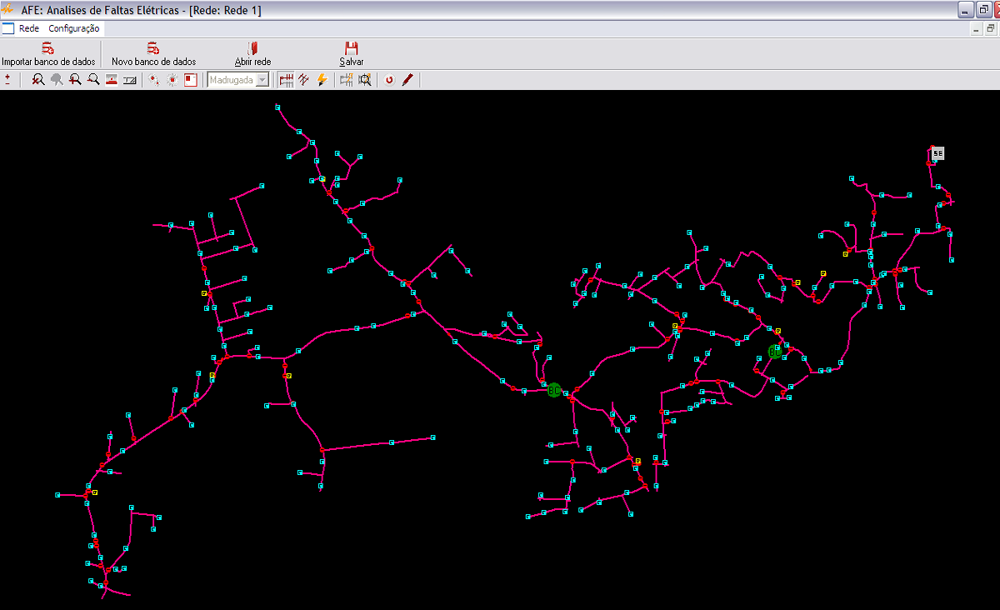 AFE: Analises de Faltas Elétricas - [Rede: Rede 1]
Rede Configuração
Importar banco de dados Novo banco de dados Abrir rede Salvar
Madrugada
SE
BC
BC